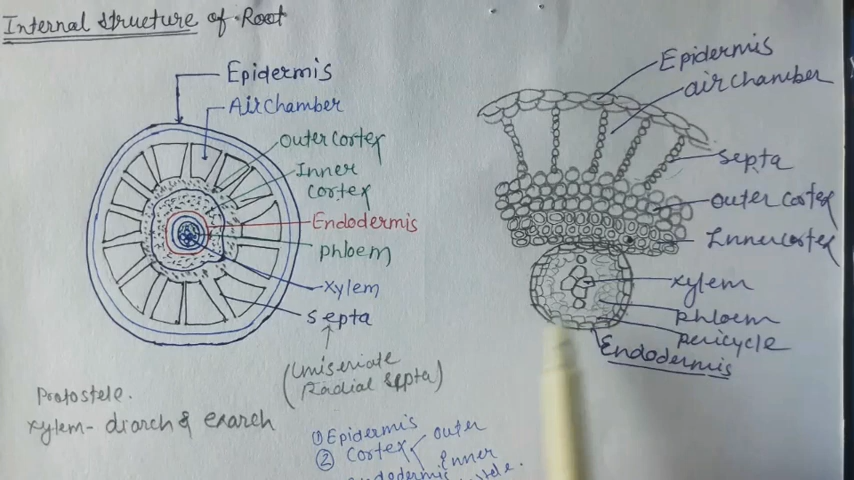 Internal structure of Root
Epidermis
Air chamber
outer cortex
Inner
cortex
Endodermis
phloem
xylem
Septa
(Uniseriate
Radial septa)
Protostele.
xylem- diarch & exarch
① Epidermis
② Cortex
outer
Inner
Endodermis
Epidermis
air chamber
septa
outer cortex
Inner cortex
xylem
phloem
pericycle
Endodermis